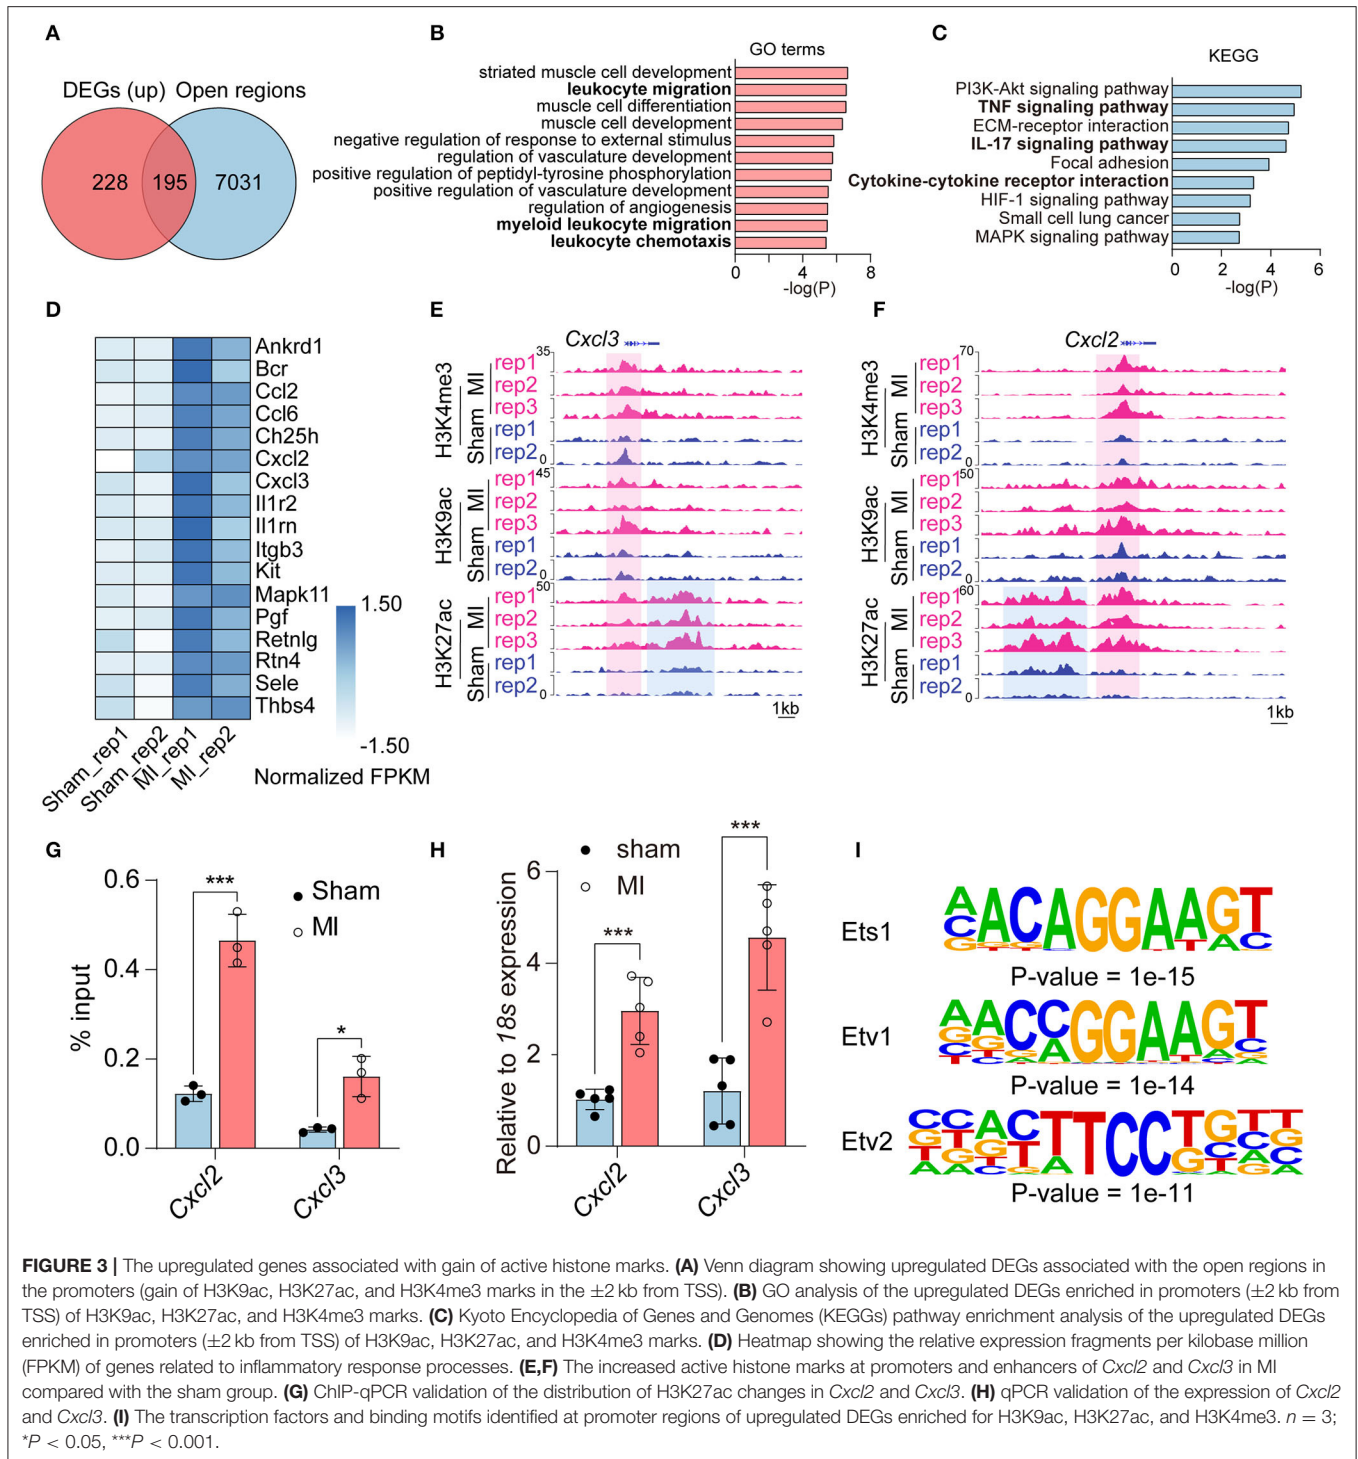 A
DEGs (up) Open regions
228 195 7031
B
GO terms
striated muscle cell development
leukocyte migration
muscle cell differentiation
muscle cell development
negative regulation of response to external stimulus
regulation of vasculature development
positive regulation of peptidyl-tyrosine phosphorylation
positive regulation of vasculature development
regulation of angiogenesis
myeloid leukocyte migration
leukocyte chemotaxis
0 4 8
-log(P)
C
KEGG
PI3K-Akt signaling pathway
TNF signaling pathway
ECM-receptor interaction
IL-17 signaling pathway
Focal adhesion
Cytokine-cytokine receptor interaction
HIF-1 signaling pathway
Small cell lung cancer
MAPK signaling pathway
0 2 4 6
-log(P)
D
Ankrd1
Bcr
Ccl2
Ccl6
Ch25h
Cxcl2
Cxcl3
Il1r2
Il1rn
Itgb3
Kit
Mapk11
Pgf
Retnlg
Rtn4
Sele
Thbs4
1.50
-1.50
Normalized FPKM
Sham_rep1
Sham_rep2
MI_rep1
MI_rep2
E
Cxcl3
H3K4me3
MI
Sham
35
rep1
rep2
rep3
rep1
rep2
0
H3K9ac
MI
Sham
45
rep1
rep2
rep3
rep1
rep2
0
H3K27ac
MI
Sham
50
rep1
rep2
rep3
rep1
rep2
0
1kb
F
Cxcl2
H3K4me3
MI
Sham
70
rep1
rep2
rep3
rep1
rep2
0
H3K9ac
MI
Sham
50
rep1
rep2
rep3
rep1
rep2
0
H3K27ac
MI
Sham
60
rep1
rep2
rep3
rep1
rep2
0
1kb
G
% input
0.6
0.4
0.2
0.0
Sham
MI
***
*
Cxcl2
Cxcl3
H
Relative to 18s expression
6
4
2
0
sham
MI
***
***
Cxcl2
Cxcl3
I
Ets1
P-value = 1e-15
Etv1
P-value = 1e-14
Etv2
P-value = 1e-11
FIGURE 3 | The upregulated genes associated with gain of active histone marks. (A) Venn diagram showing upregulated DEGs associated with the open regions in
the promoters (gain of H3K9ac, H3K27ac, and H3K4me3 marks in the ±2 kb from TSS). (B) GO analysis of the upregulated DEGs enriched in promoters (±2 kb from
TSS) of H3K9ac, H3K27ac, and H3K4me3 marks. (C) Kyoto Encyclopedia of Genes and Genomes (KEGGs) pathway enrichment analysis of the upregulated DEGs
enriched in promoters (±2 kb from TSS) of H3K9ac, H3K27ac, and H3K4me3 marks. (D) Heatmap showing the relative expression fragments per kilobase million
(FPKM) of genes related to inflammatory response processes. (E,F) The increased active histone marks at promoters and enhancers of Cxcl2 and Cxcl3 in MI
compared with the sham group. (G) ChIP-qPCR validation of the distribution of H3K27ac changes in Cxcl2 and Cxcl3. (H) qPCR validation of the expression of Cxcl2
and Cxcl3. (I) The transcription factors and binding motifs identified at promoter regions of upregulated DEGs enriched for H3K9ac, H3K27ac, and H3K4me3. n = 3;
*P < 0.05, ***P < 0.001.